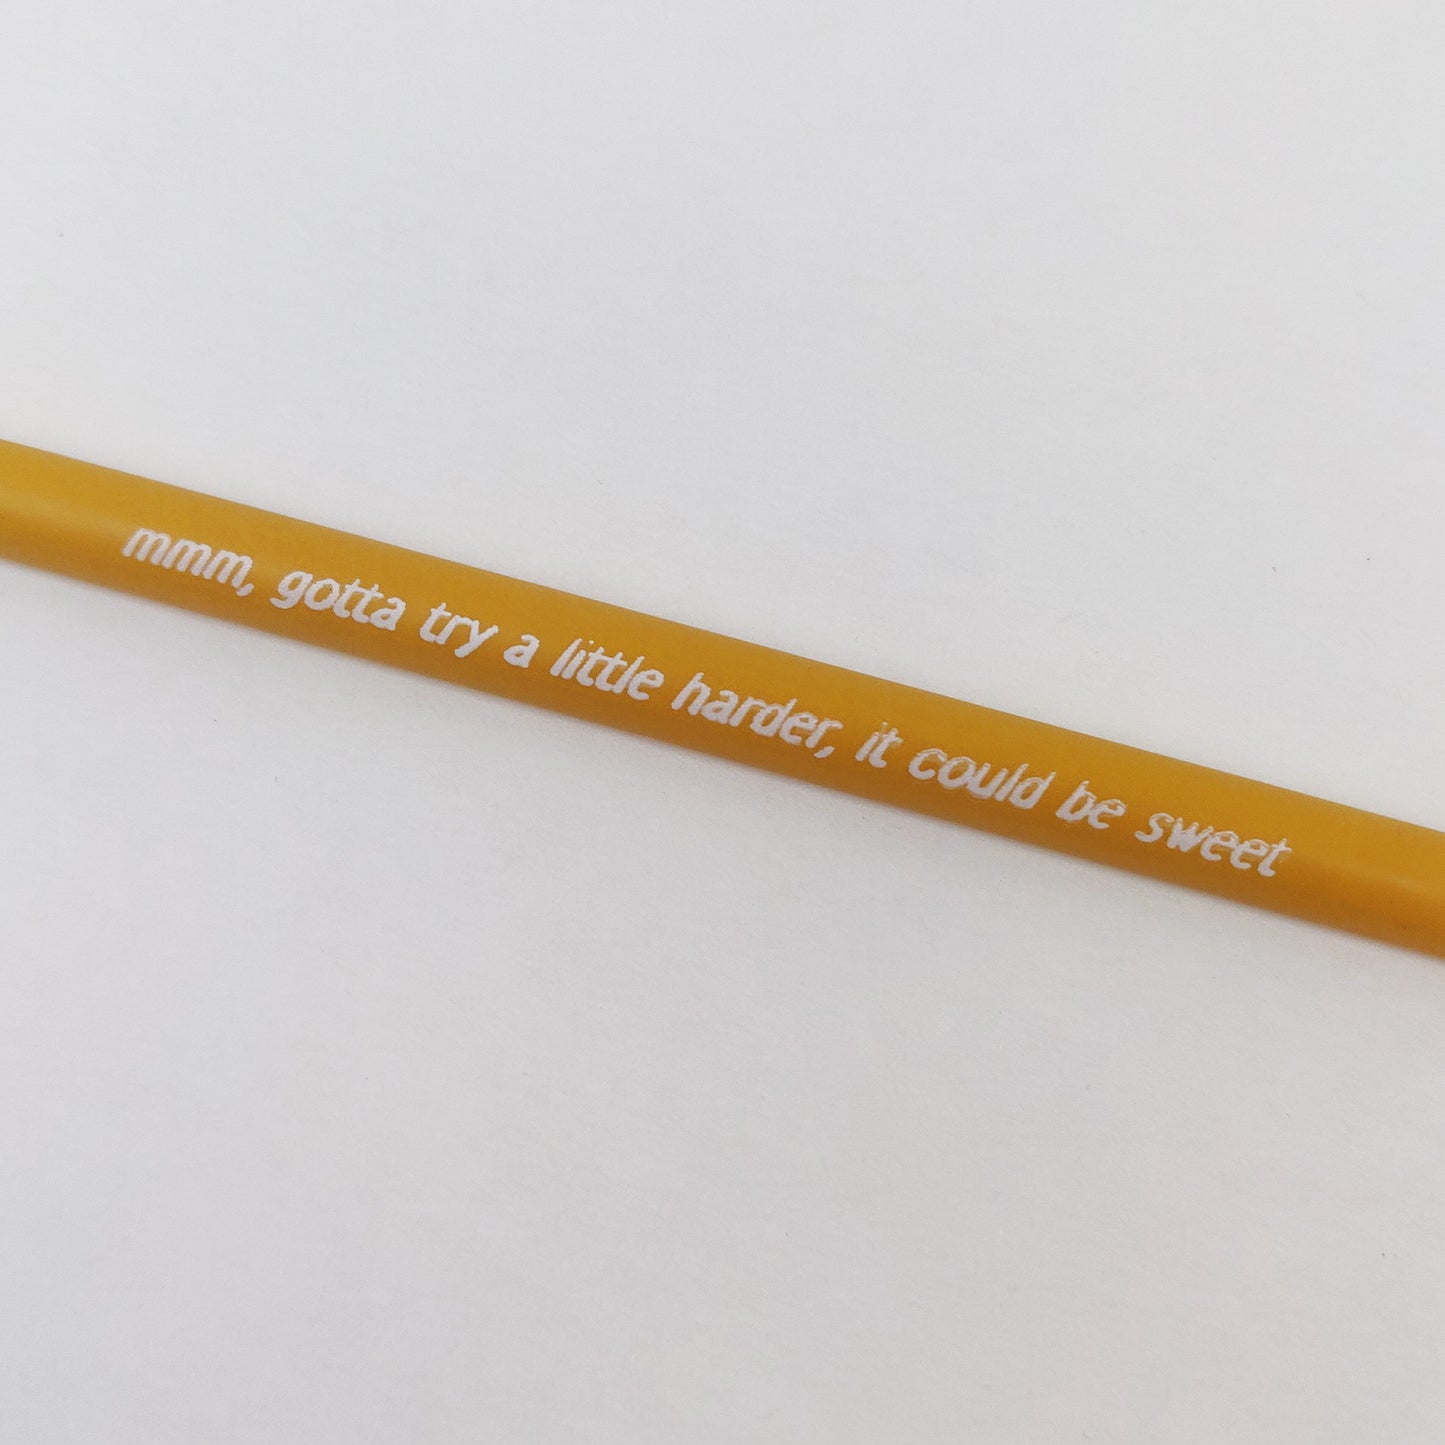 mmm, gotta try a little harder, it could be sweet